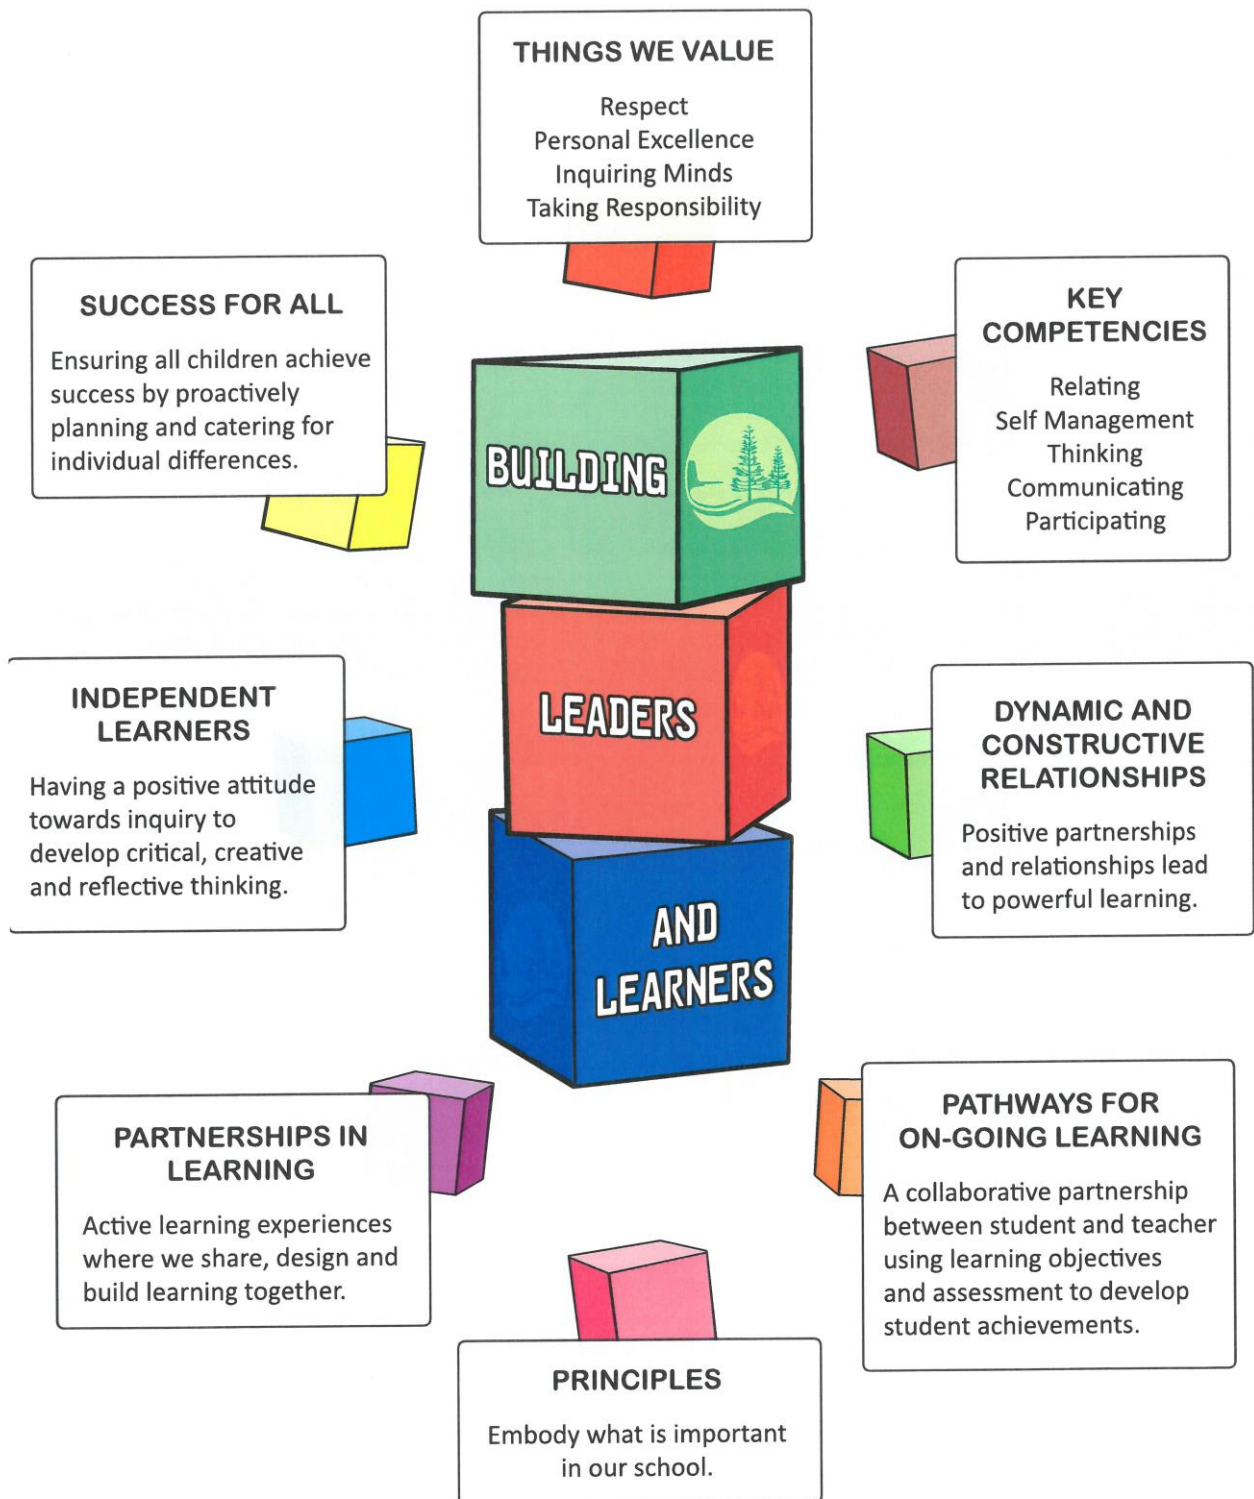 THINGS WE VALUE
Respect
Personal Excellence
Inquiring Minds
Taking Responsibility
SUCCESS FOR ALL
Ensuring all children achieve
success by proactively
planning and catering for
individual differences.
KEY
COMPETENCIES
Relating
Self Management
Thinking
Communicating
Participating
BUILDING
LEADERS
AND
LEARNERS
INDEPENDENT
LEARNERS
Having a positive attitude
towards inquiry to
develop critical, creative
and reflective thinking.
DYNAMIC AND
CONSTRUCTIVE
RELATIONSHIPS
Positive partnerships
and relationships lead
to powerful learning.
PARTNERSHIPS IN
LEARNING
Active learning experiences
where we share, design and
build learning together.
PATHWAYS FOR
ON-GOING LEARNING
A collaborative partnership
between student and teacher
using learning objectives
and assessment to develop
student achievements.
PRINCIPLES
Embody what is important
in our school.